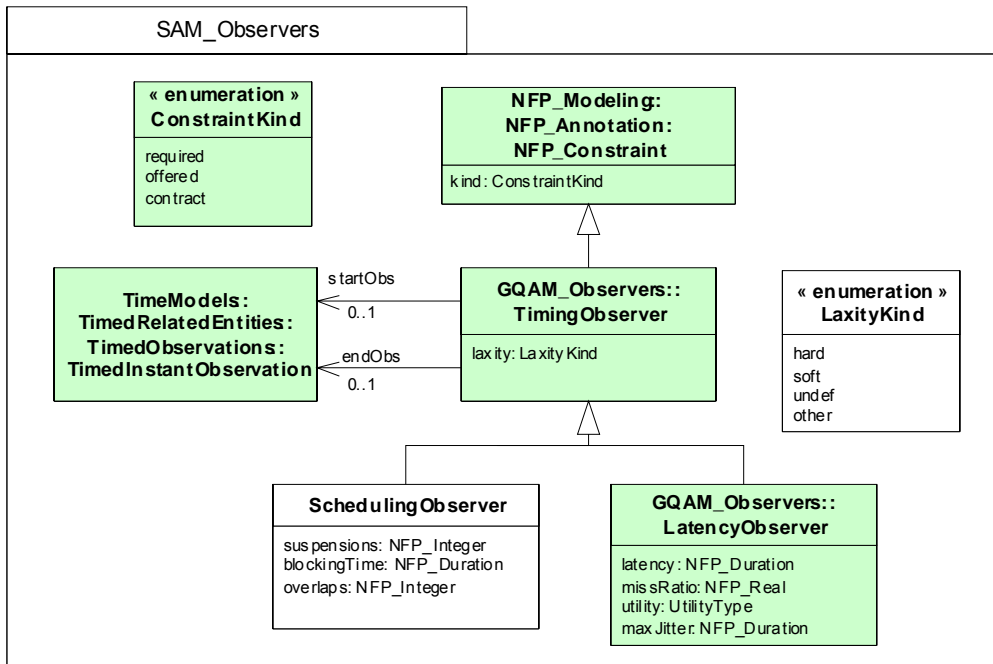 SAM_Observers
« enumeration »
ConstraintKind
required
offered
contract
NFP_Modeling::
NFP_Annotation::
NFP_Constraint
kind: ConstraintKind
startObs
0..1
endObs
0..1
TimeModels::
TimedRelatedEntities::
TimedObservations::
TimedInstantObservation
GQAM_Observers::
TimingObserver
laxity: LaxityKind
« enumeration »
LaxityKind
hard
soft
undef
other
SchedulingObserver
suspensions: NFP_Integer
blockingTime: NFP_Duration
overlaps: NFP_Integer
GQAM_Observers::
LatencyObserver
latency: NFP_Duration
missRatio: NFP_Real
utility: UtilityType
maxJitter: NFP_Duration